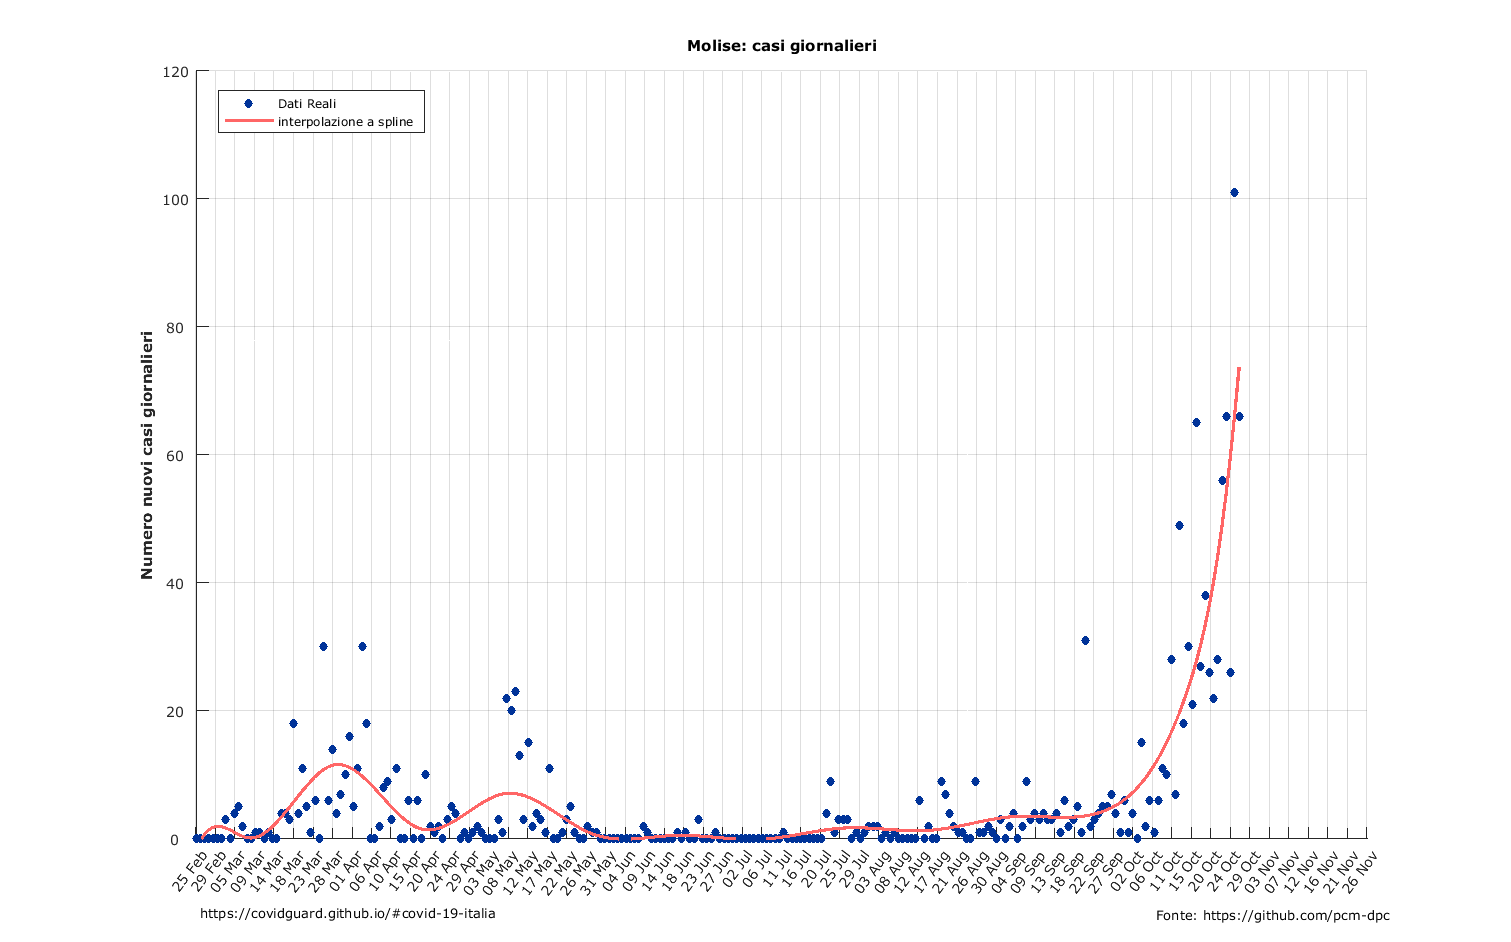 Molise: casi giornalieri
Dati Reali
interpolazione a spline
Numero nuovi casi giornalieri
120
100
80
60
40
20
0
25 Feb
29 Feb
05 Mar
09 Mar
14 Mar
18 Mar
23 Mar
28 Mar
01 Apr
06 Apr
10 Apr
15 Apr
20 Apr
24 Apr
29 Apr
03 May
08 May
12 May
17 May
22 May
26 May
31 May
04 Jun
09 Jun
14 Jun
18 Jun
23 Jun
27 Jun
02 Jul
06 Jul
11 Jul
16 Jul
20 Jul
25 Jul
29 Jul
03 Aug
08 Aug
12 Aug
17 Aug
21 Aug
26 Aug
30 Aug
04 Sep
09 Sep
13 Sep
18 Sep
22 Sep
27 Sep
02 Oct
06 Oct
11 Oct
15 Oct
20 Oct
24 Oct
29 Oct
03 Nov
07 Nov
12 Nov
16 Nov
21 Nov
26 Nov
https://covidguard.github.io/#covid-19-italia
Fonte: https://github.com/pcm-dpc